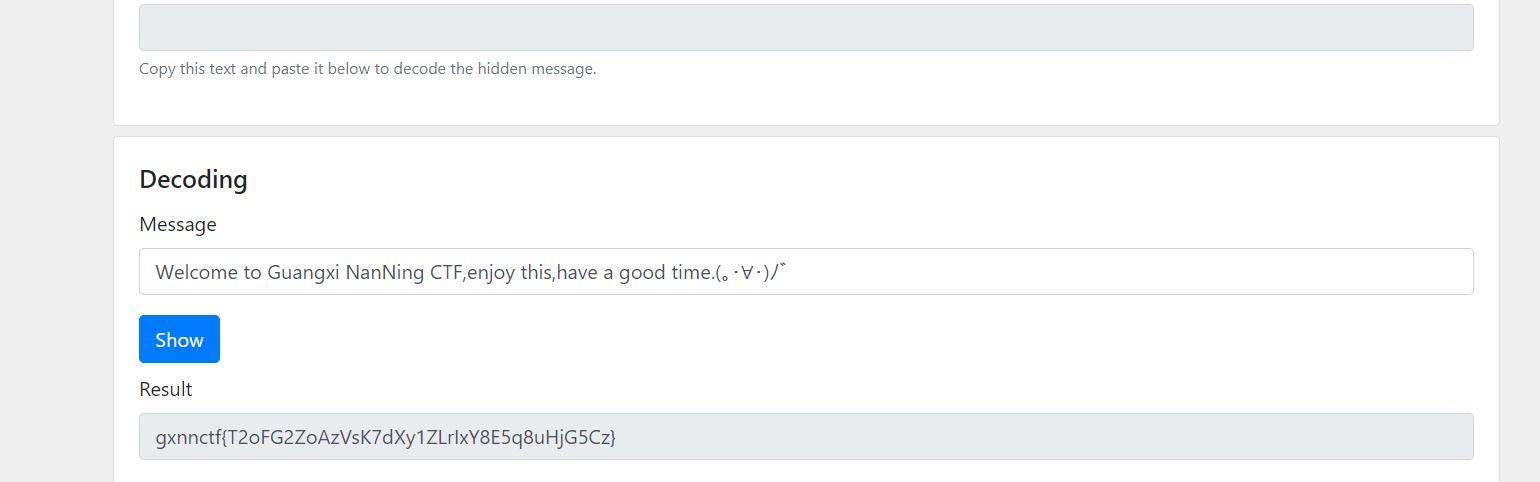 Copy this text and paste it below to decode the hidden message.
Decoding
Message
Welcome to Guangxi NanNing CTF,enjoy this,have a good time.(｡･∀･)ﾉﾞ
Show
Result
gxnnctf{T2oFG2ZoAzVsK7dXy1ZLrIxY8E5q8uHjG5Cz}